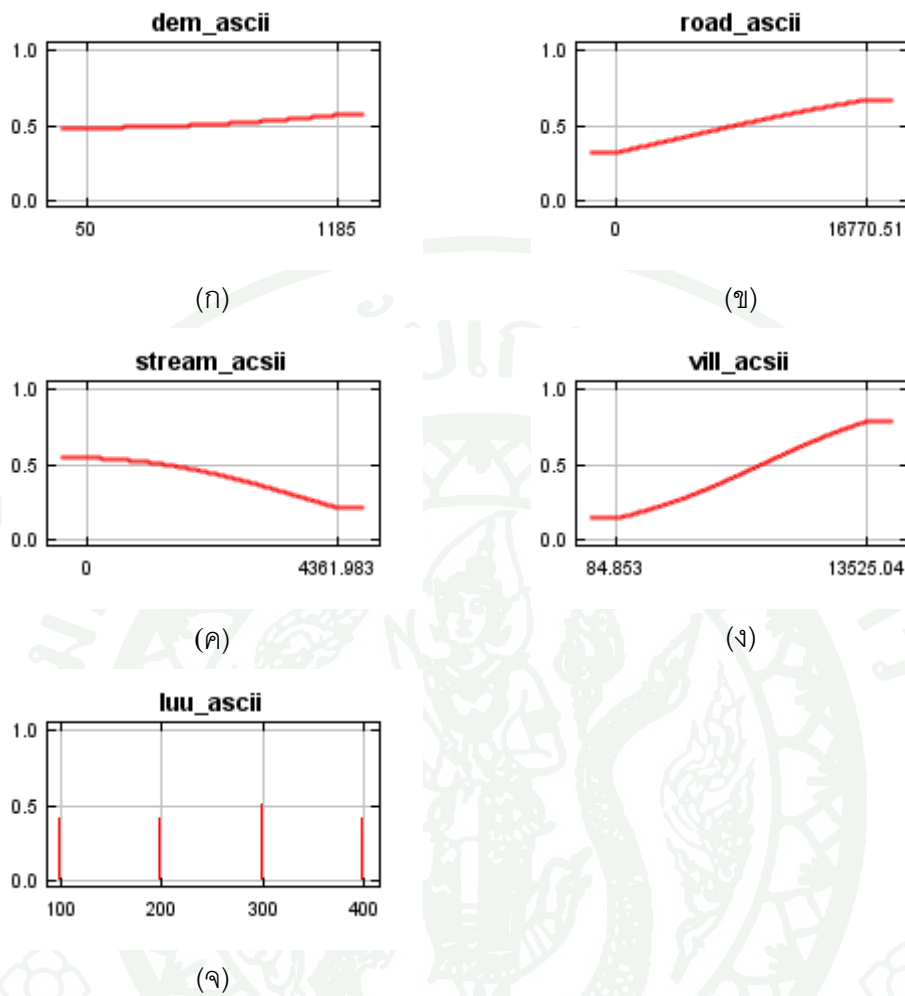 dem_ascii
1.0
0.5
0.0
50 1185
(ก)
road_ascii
1.0
0.5
0.0
0 16770.51
(ข)
stream_acsii
1.0
0.5
0.0
0 4361.983
(ค)
vill_acsii
1.0
0.5
0.0
84.853 13525.04
(ง)
luu_ascii
1.0
0.5
0.0
100 200 300 400
(จ)